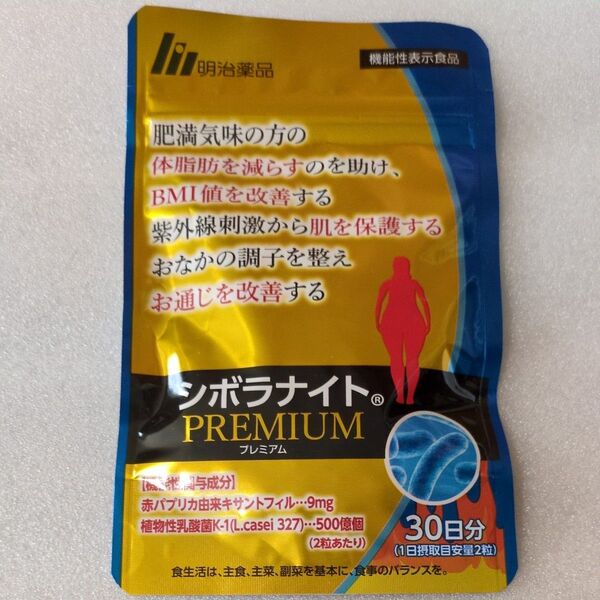 明治薬品
機能性表示食品
肥満気味の方の
体脂肪を減らすのを助け、
BMI値を改善する
紫外線刺激から肌を保護する
おなかの調子を整え
お通じを改善する
シボラナイト®
PREMIUM
プレミアム
【機能性関与成分】
赤パプリカ由来キサントフィル…9mg
植物性乳酸菌K-1(L.casei 327)…500億個
(2粒あたり)
30日分
(1日摂取目安量2粒)
食生活は、主食、主菜、副菜を基本に、食事のバランスを。